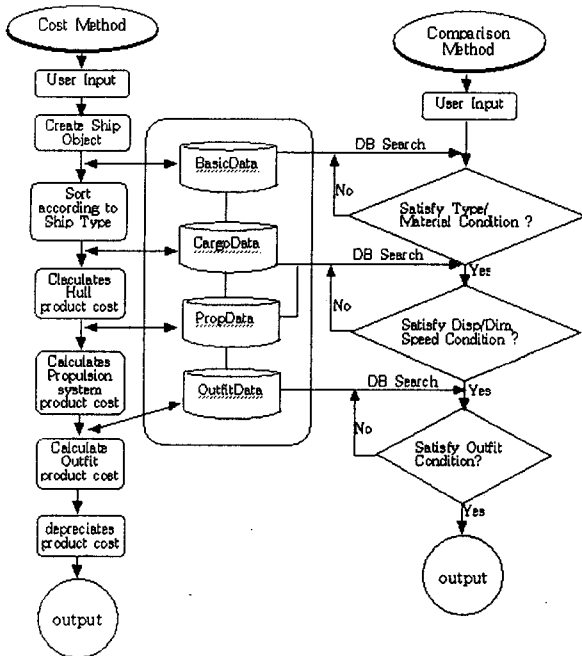 Cost Method
User Input
Create Ship
Object
Sort
according to
Ship Type
Claculates
Hull
product cost
Calculates
Propulsion
system
product cost
Calculate
Outfit
product cost
depreciates
product cost
output
BasicData
CargoData
PropData
OutfitData
Comparison
Method
User Input
DB Search
No
Satisfy Type/
Material Condition ?
DB Search
Yes
No
Satisfy Disp/Dim,
Speed Condition ?
DB Search
Yes
No
Satisfy Outfit
Condition?
Yes
output